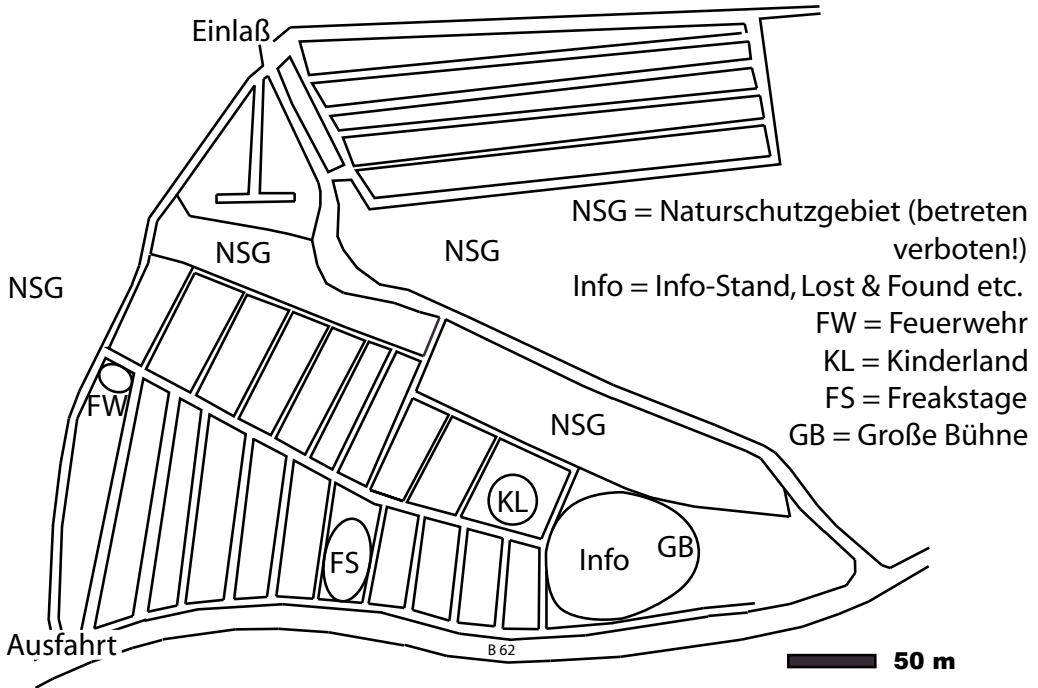 Einlaß
NSG = Naturschutzgebiet (betreten
verboten!)
Info = Info-Stand, Lost & Found etc.
FW = Feuerwehr
KL = Kinderland
FS = Freakstage
GB = Große Bühne
NSG
NSG
NSG
FW
NSG
KL
FS
Info
GB
Ausfahrt
B 62
50 m